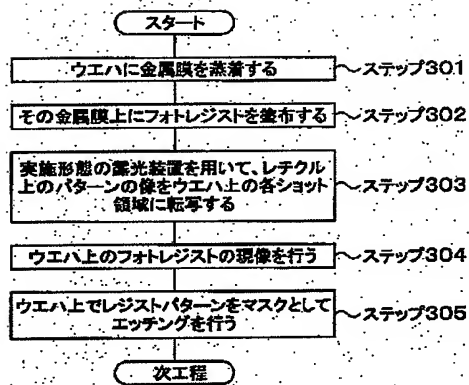 スタート
ウエハに金属膜を蒸着する
～ステップ301
その金属膜上にフォトレジストを塗布する
～ステップ302
実施形態の露光装置を用いて、レチクル
上のパターンの像をウエハ上の各ショット
領域に転写する
～ステップ303
ウエハ上のフォトレジストの現像を行う
～ステップ304
ウエハ上でレジストパターンをマスクとして
エッチングを行う
～ステップ305
次工程